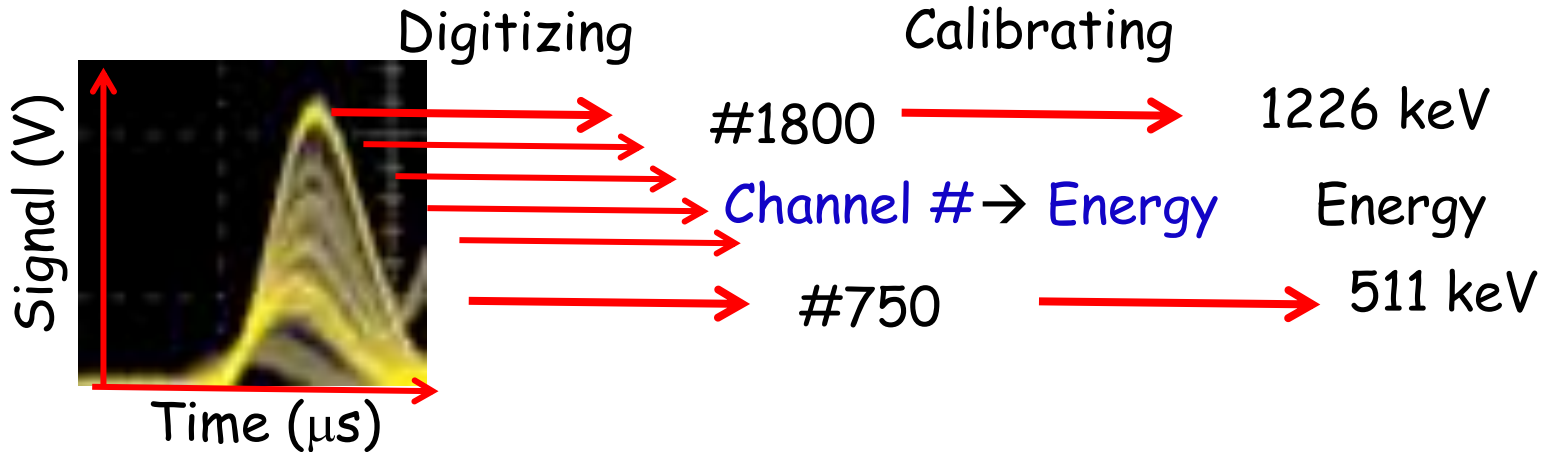 Digitizing Calibrating
Signal (V)
#1800 1226 keV
Channel # → Energy Energy
#750 511 keV
Time (μs)